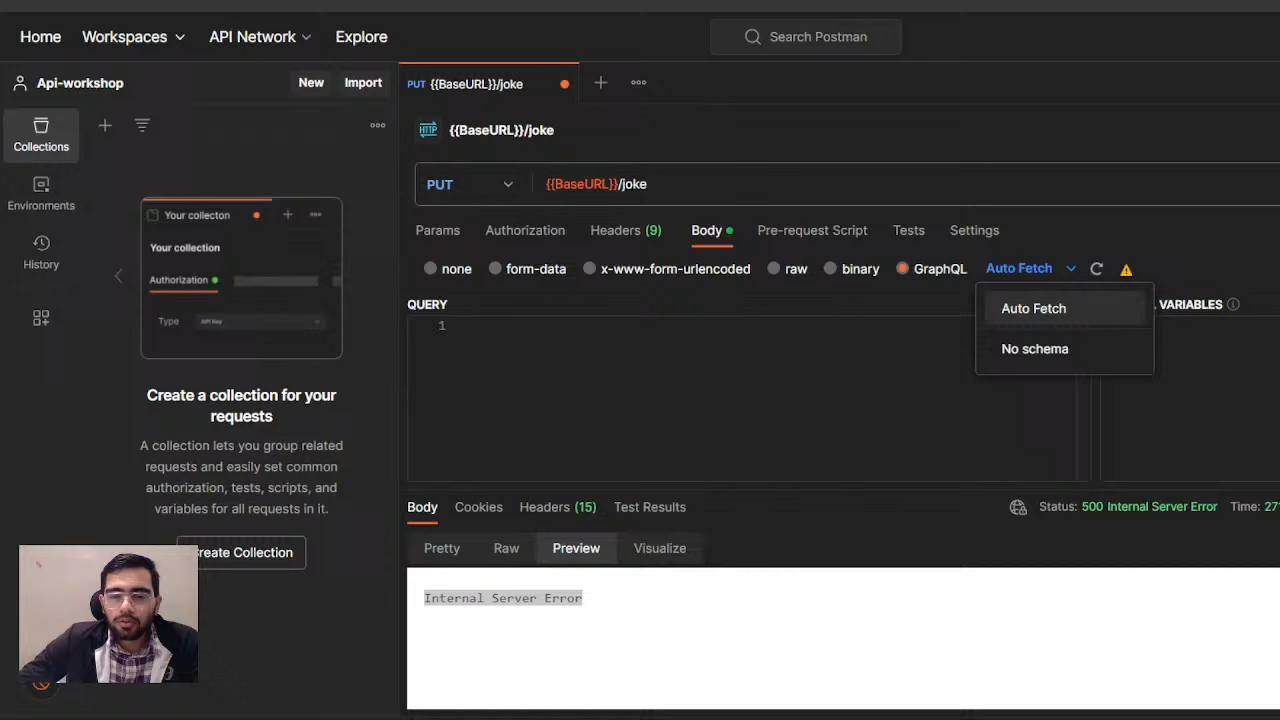 Home Workspaces API Network Explore Search Postman
Api-workshop New Import
PUT {{BaseURL}}/joke
Collections
Environments
History
Your collecton
Your collection
Authorization
Type API Key
Create a collection for your
requests
A collection lets you group related
requests and easily set common
authorization, tests, scripts, and
variables for all requests in it.
Create Collection
HTTP {{BaseURL}}/joke
PUT {{BaseURL}}/joke
Params Authorization Headers (9) Body Pre-request Script Tests Settings
none form-data x-www-form-urlencoded raw binary GraphQL Auto Fetch
Auto Fetch
No schema
QUERY VARIABLES
1
Body Cookies Headers (15) Test Results Status: 500 Internal Server Error Time: 27
Pretty Raw Preview Visualize
Internal Server Error